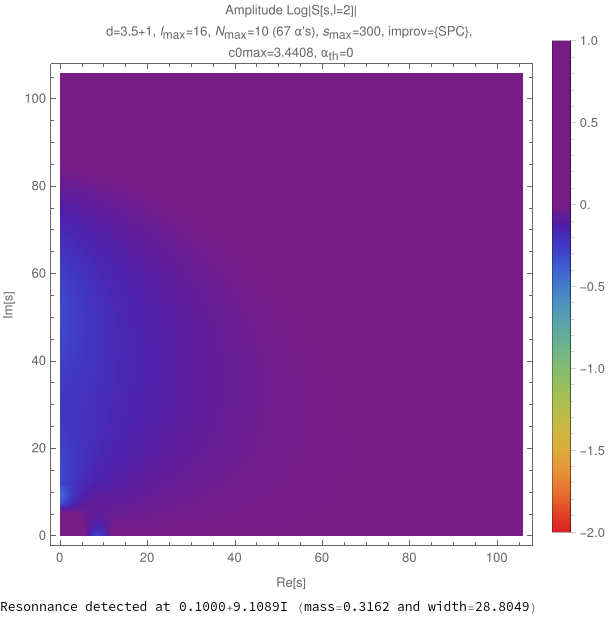 Amplitude Log|S[s,l=2]|
d=3.5+1, lmax=16, Nmax=10 (67 α's), smax=300, improv={SPC},
c0max=3.4408, αth=0
1.0
0.5
0.
−0.5
−1.0
−1.5
−2.0
100
80
60
40
20
0
Im[s]
0 20 40 60 80 100
Re[s]
Resonnance detected at 0.1000+9.1089I (mass=0.3162 and width=28.8049)